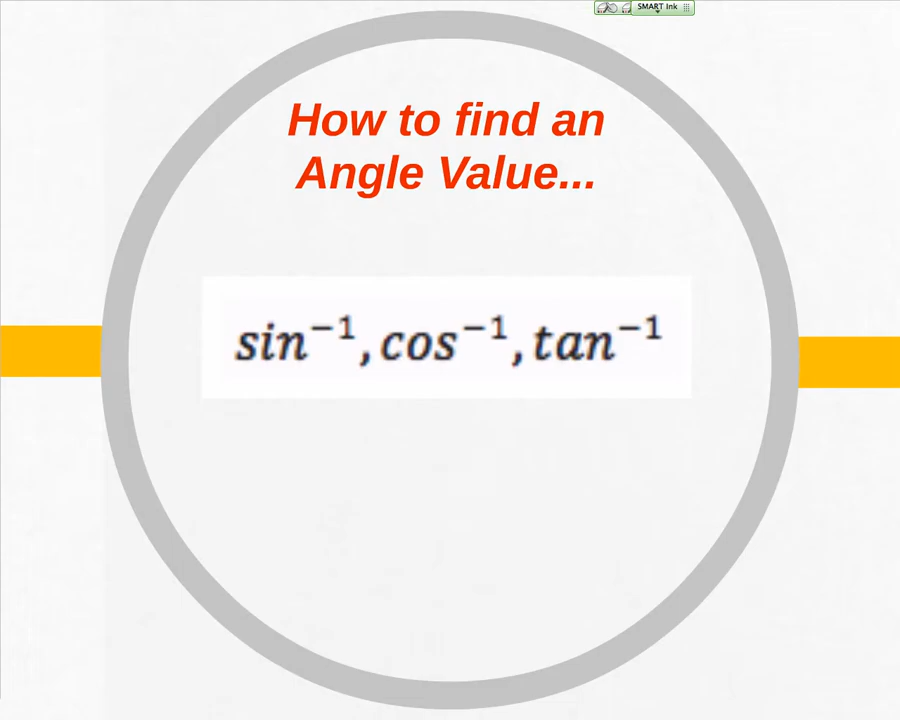 SMART Ink
How to find an
Angle Value...
sin⁻¹, cos⁻¹, tan⁻¹